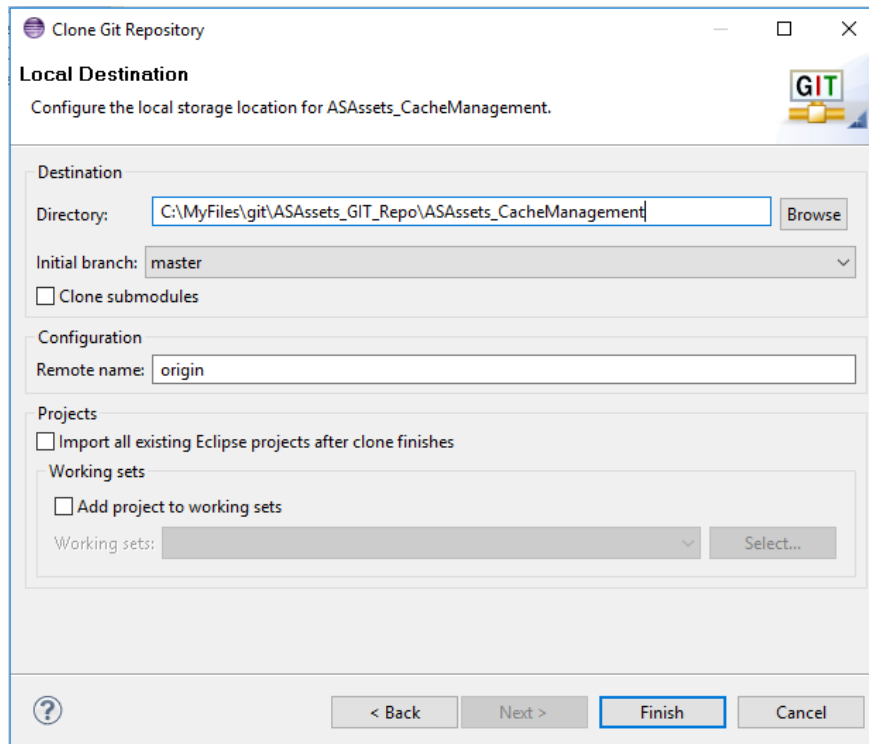 Clone Git Repository
Local Destination
Configure the local storage location for ASAssets_CacheManagement.
GIT
Destination
Directory: C:\MyFiles\git\ASAssets_GIT_Repo\ASAssets_CacheManagement Browse
Initial branch: master
Clone submodules
Configuration
Remote name: origin
Projects
Import all existing Eclipse projects after clone finishes
Working sets
Add project to working sets
Working sets: Select...
? < Back Next > Finish Cancel